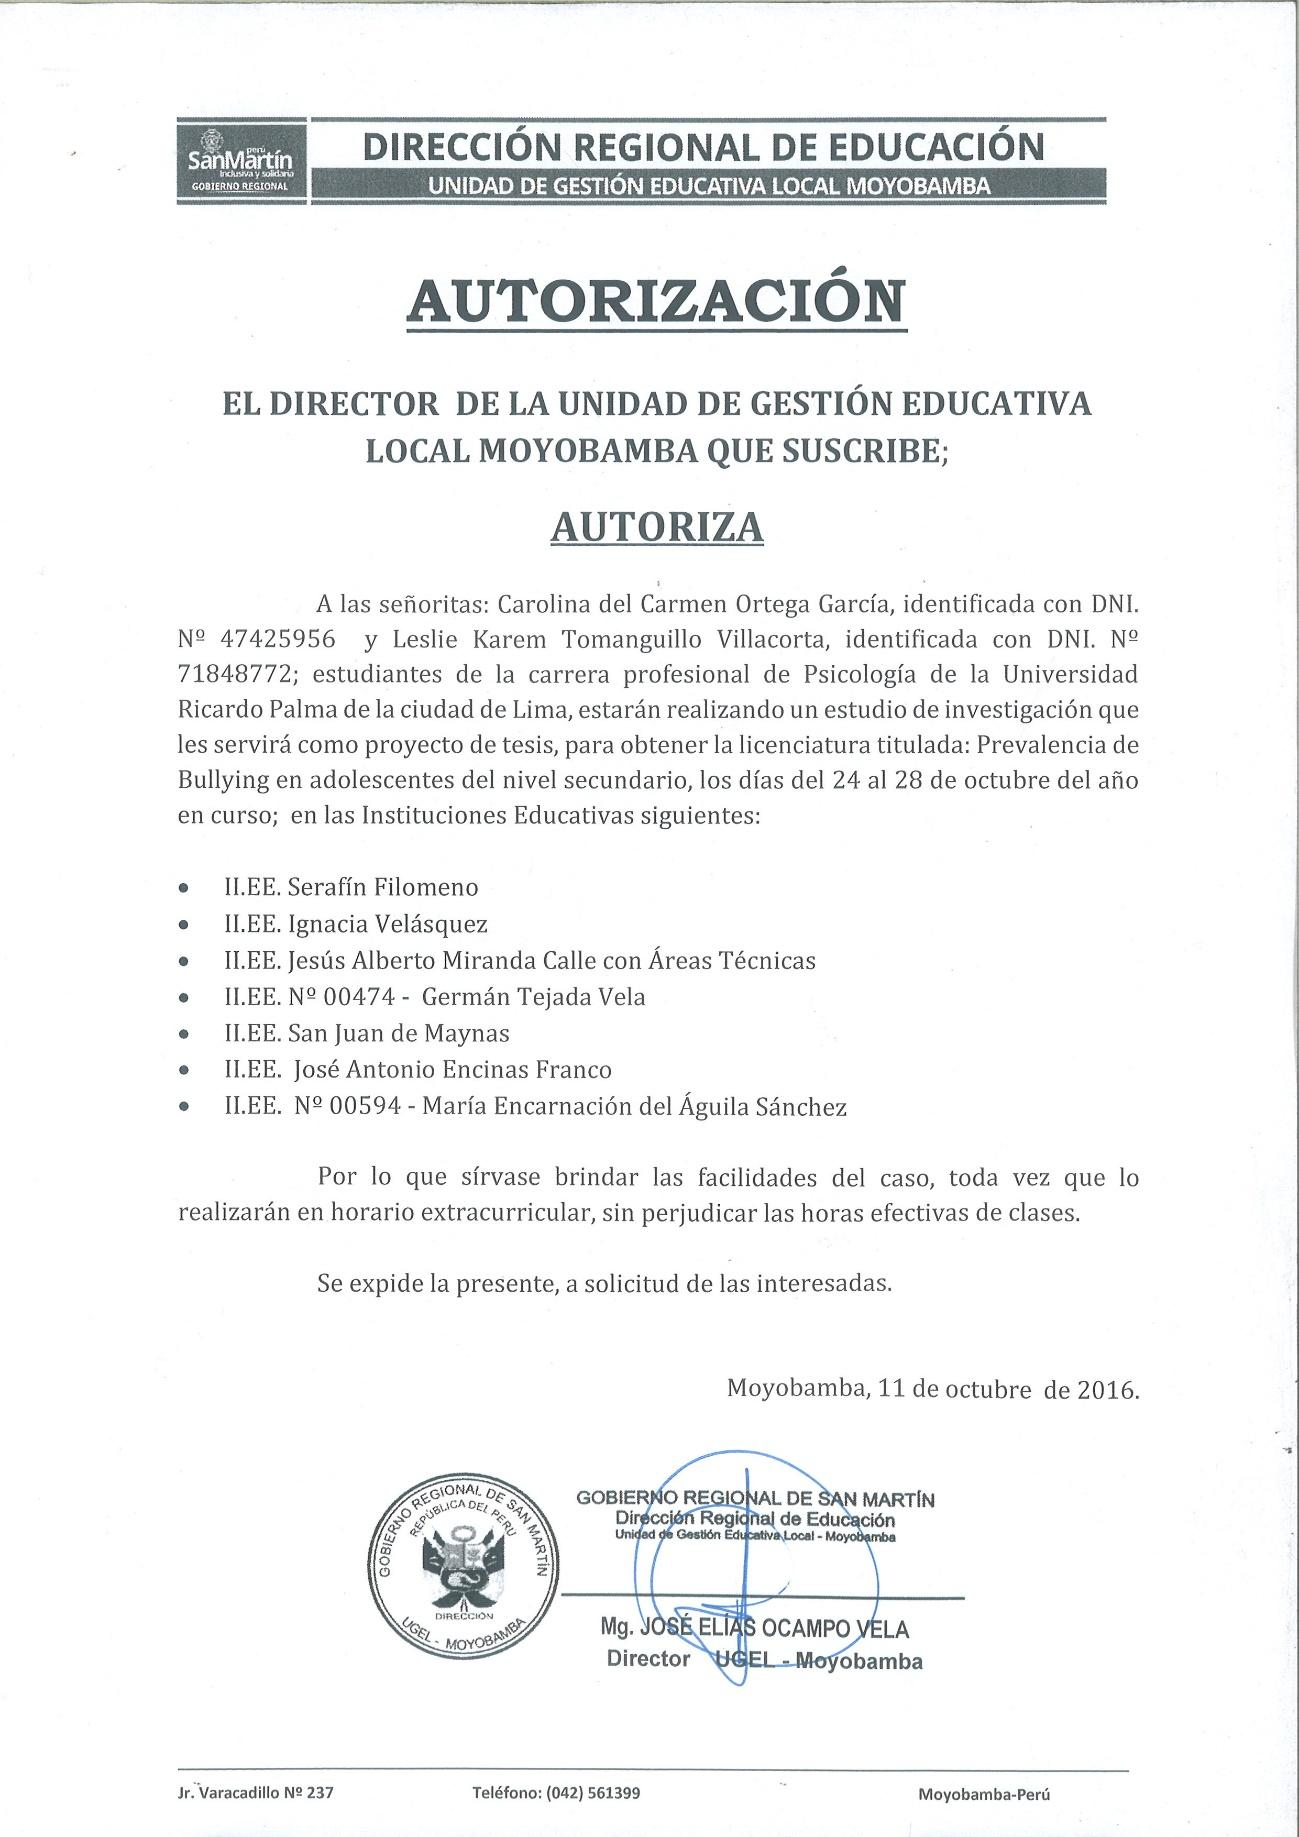 perú
SanMartín
Inclusiva y solidaria
GOBIERNO REGIONAL
DIRECCIÓN REGIONAL DE EDUCACIÓN
UNIDAD DE GESTIÓN EDUCATIVA LOCAL MOYOBAMBA
AUTORIZACIÓN
EL DIRECTOR DE LA UNIDAD DE GESTIÓN EDUCATIVA
LOCAL MOYOBAMBA QUE SUSCRIBE;
AUTORIZA
A las señoritas: Carolina del Carmen Ortega García, identificada con DNI.
Nº 47425956 y Leslie Karem Tomanguillo Villacorta, identificada con DNI. Nº
71848772; estudiantes de la carrera profesional de Psicología de la Universidad
Ricardo Palma de la ciudad de Lima, estarán realizando un estudio de investigación que
les servirá como proyecto de tesis, para obtener la licenciatura titulada: Prevalencia de
Bullying en adolescentes del nivel secundario, los días del 24 al 28 de octubre del año
en curso; en las Instituciones Educativas siguientes:
• II.EE. Serafín Filomeno
• II.EE. Ignacia Velásquez
• II.EE. Jesús Alberto Miranda Calle con Áreas Técnicas
• II.EE. Nº 00474 - Germán Tejada Vela
• II.EE. San Juan de Maynas
• II.EE. José Antonio Encinas Franco
• II.EE. Nº 00594 - María Encarnación del Águila Sánchez
Por lo que sírvase brindar las facilidades del caso, toda vez que lo
realizarán en horario extracurricular, sin perjudicar las horas efectivas de clases.
Se expide la presente, a solicitud de las interesadas.
Moyobamba, 11 de octubre de 2016.
GOBIERNO REGIONAL DE SAN MARTÍN
REPÚBLICA DEL PERÚ
DIRECCIÓN
UGEL - MOYOBAMBA
GOBIERNO REGIONAL DE SAN MARTÍN
Dirección Regional de Educación
Unidad de Gestión Educativa Local - Moyobamba
Mg. JOSÉ ELÍAS OCAMPO VELA
Director UGEL - Moyobamba
Jr. Varacadillo Nº 237 Teléfono: (042) 561399 Moyobamba-Perú